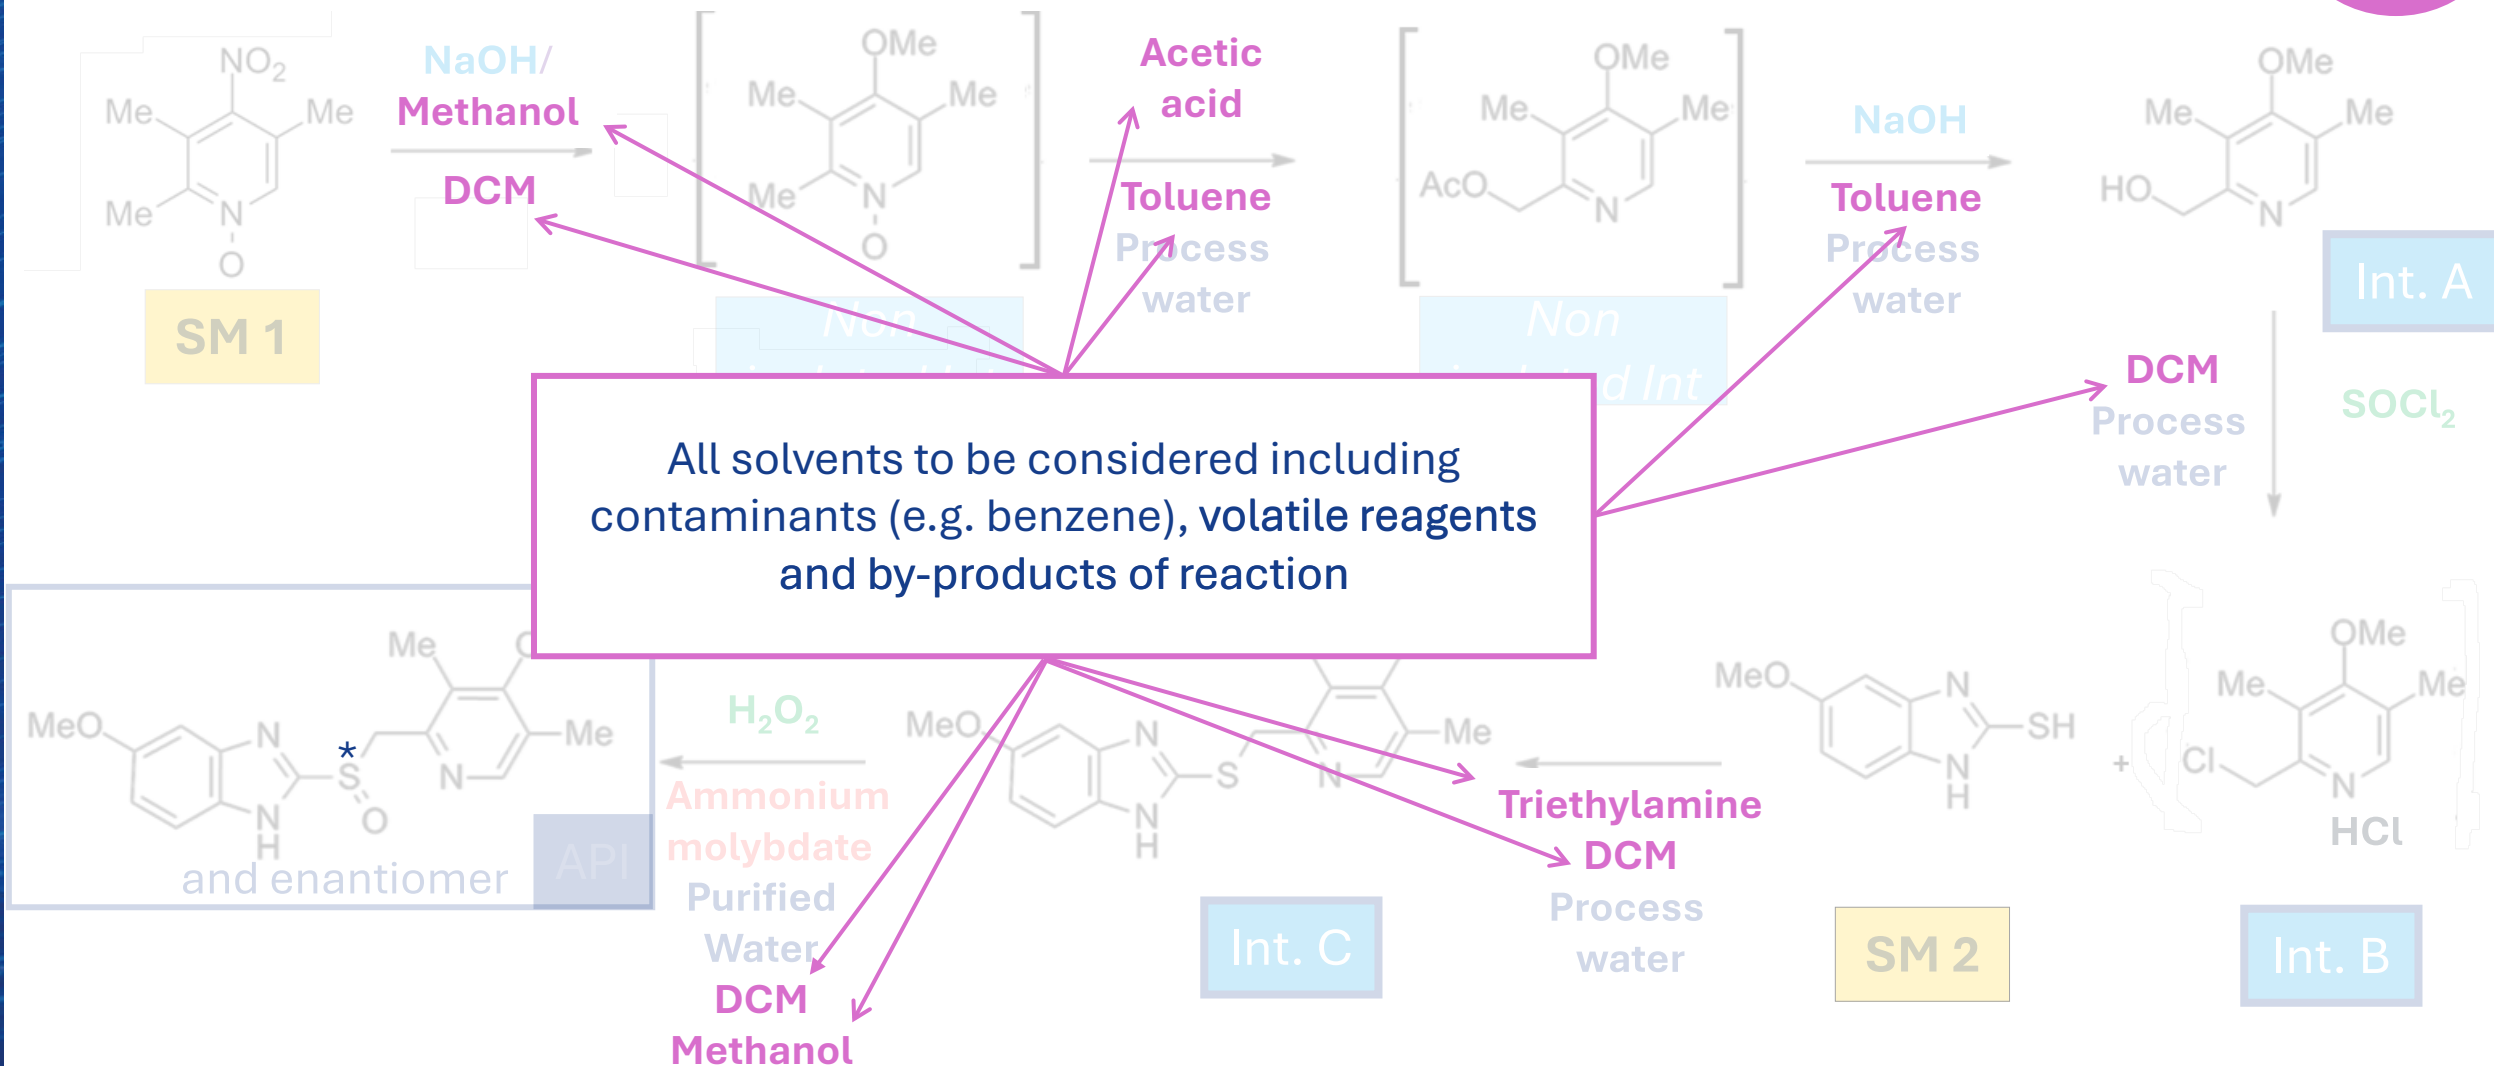 NO2
Me
Me
Me
N
O
SM 1
NaOH/
Methanol
DCM
OMe
Me
Me
Me
N
O
Non
Acetic
acid
Toluene
Process
water
OMe
Me
Me
AcO
N
Non
d Int
NaOH
Toluene
Process
water
OMe
Me
Me
HO
N
Int. A
DCM
Process
water
SOCl2
All solvents to be considered including
contaminants (e.g. benzene), volatile reagents
and by-products of reaction
OMe
Me
Me
Cl
N
HCl
Int. B
+
MeO
N
SH
N
H
SM 2
Triethylamine
DCM
Process
water
MeO
N
S
N
H
N
Me
Int. C
H2O2
Ammonium
molybdate
Purified
Water
DCM
Methanol
Me
MeO
N
*
S
O
N
H
N
Me
and enantiomer
API